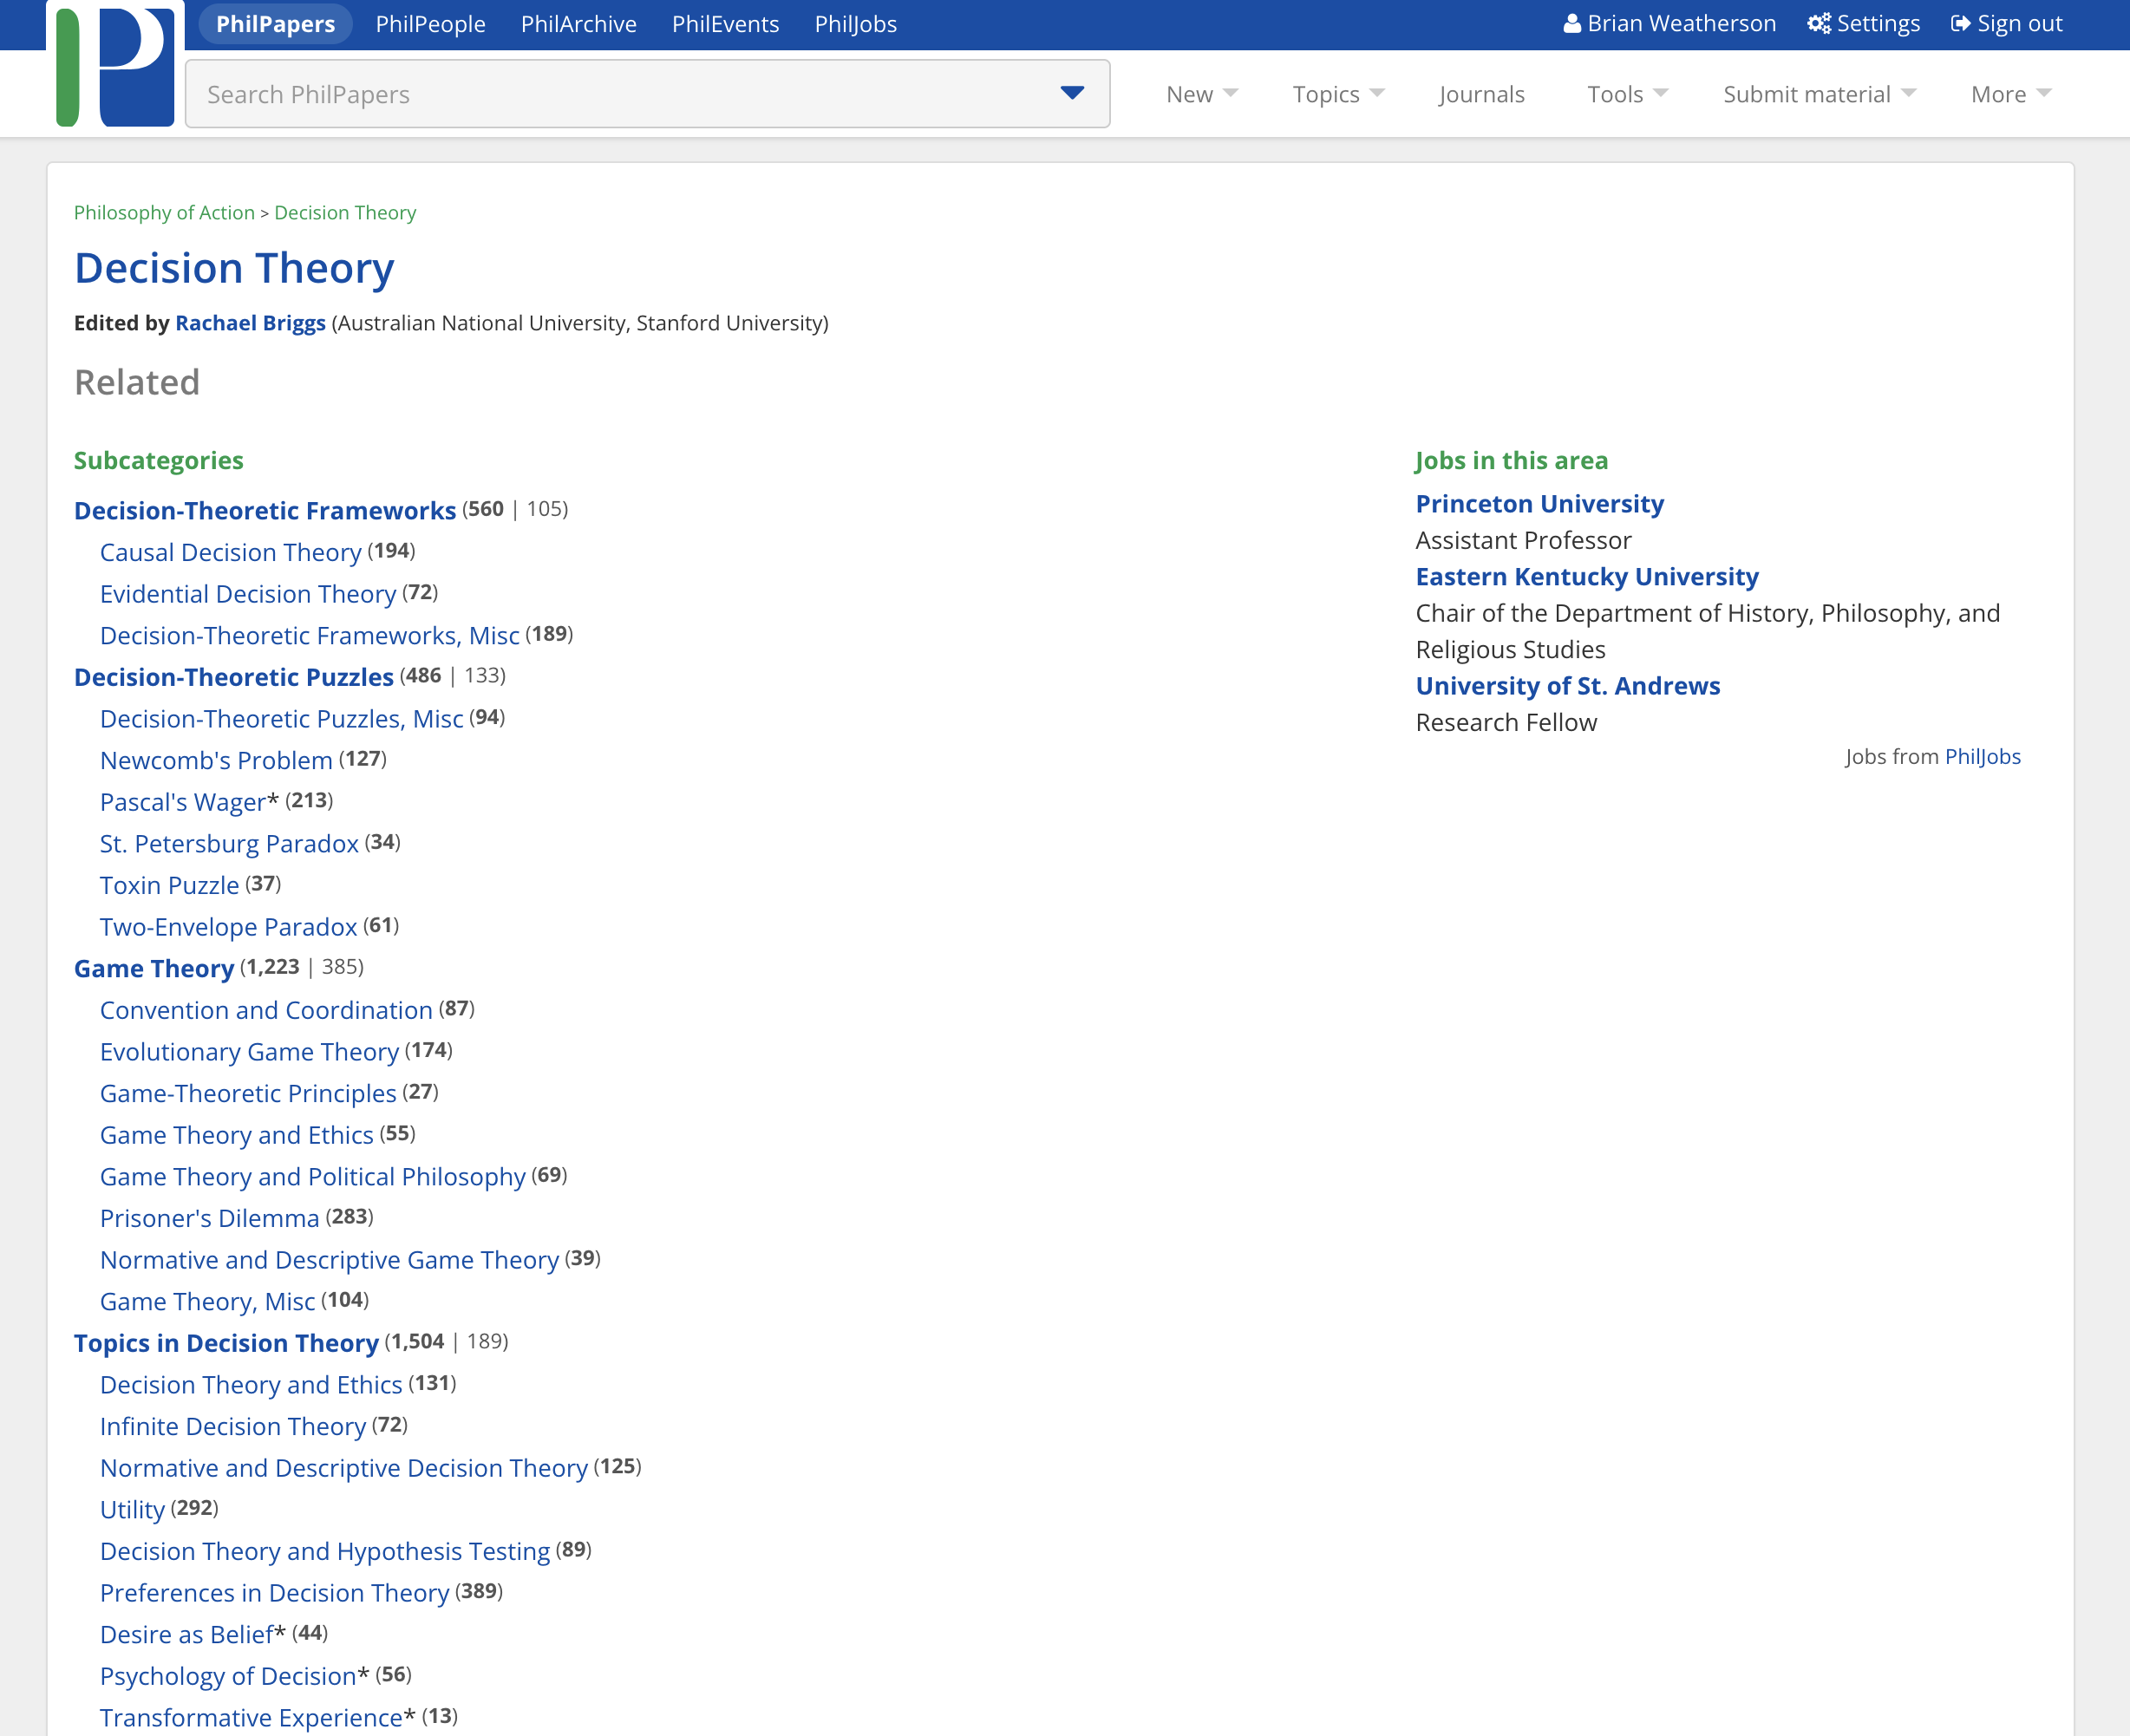 PhilPapers PhilPeople PhilArchive PhilEvents PhilJobs Brian Weatherson Settings Sign out
P
Search PhilPapers New Topics Journals Tools Submit material More
Philosophy of Action > Decision Theory
Decision Theory
Edited by Rachael Briggs (Australian National University, Stanford University)
Related
Subcategories
Decision-Theoretic Frameworks (560 | 105)
Causal Decision Theory (194)
Evidential Decision Theory (72)
Decision-Theoretic Frameworks, Misc (189)
Decision-Theoretic Puzzles (486 | 133)
Decision-Theoretic Puzzles, Misc (94)
Newcomb's Problem (127)
Pascal's Wager* (213)
St. Petersburg Paradox (34)
Toxin Puzzle (37)
Two-Envelope Paradox (61)
Game Theory (1,223 | 385)
Convention and Coordination (87)
Evolutionary Game Theory (174)
Game-Theoretic Principles (27)
Game Theory and Ethics (55)
Game Theory and Political Philosophy (69)
Prisoner's Dilemma (283)
Normative and Descriptive Game Theory (39)
Game Theory, Misc (104)
Topics in Decision Theory (1,504 | 189)
Decision Theory and Ethics (131)
Infinite Decision Theory (72)
Normative and Descriptive Decision Theory (125)
Utility (292)
Decision Theory and Hypothesis Testing (89)
Preferences in Decision Theory (389)
Desire as Belief* (44)
Psychology of Decision* (56)
Transformative Experience* (13)
Jobs in this area
Princeton University
Assistant Professor
Eastern Kentucky University
Chair of the Department of History, Philosophy, and
Religious Studies
University of St. Andrews
Research Fellow
Jobs from PhilJobs